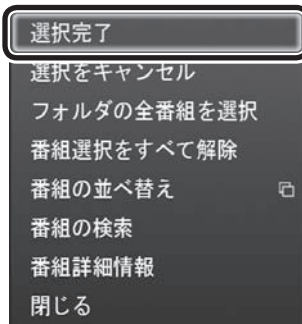 選択完了
選択をキャンセル
フォルダの全番組を選択
番組選択をすべて解除
番組の並べ替え
番組の検索
番組詳細情報
閉じる